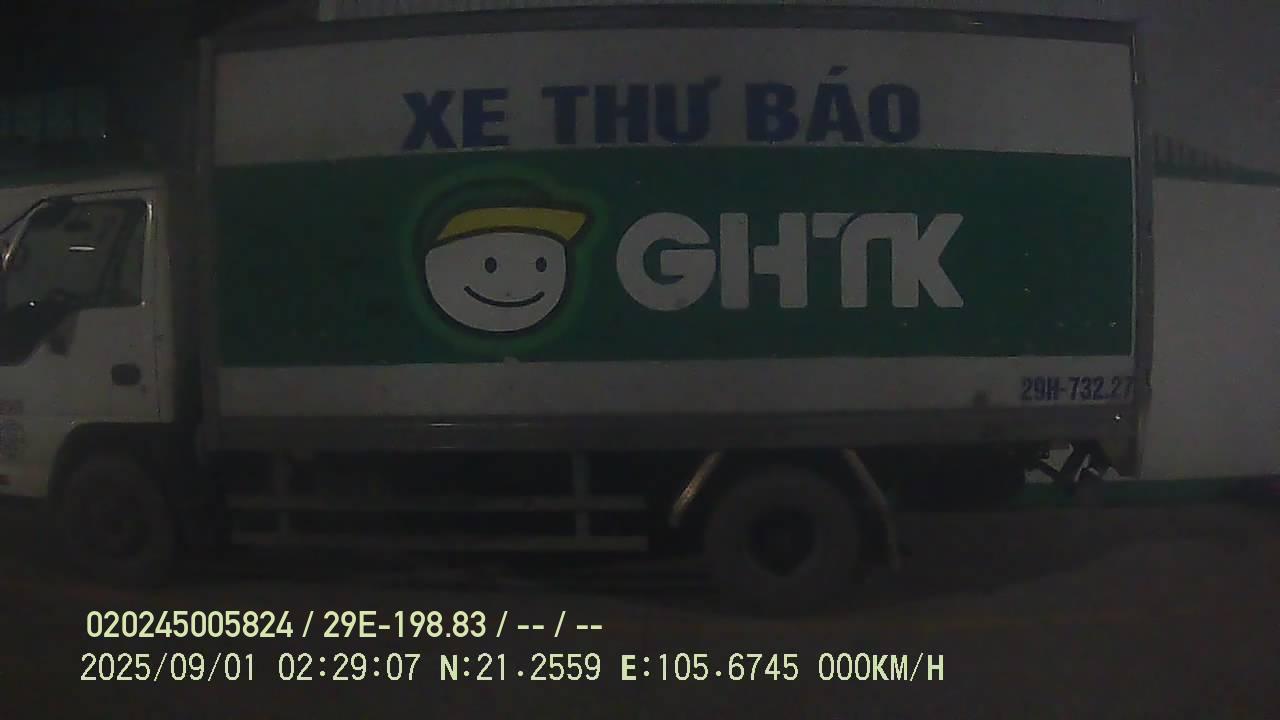 XE THƯ BÁO
GHTK
29H-732.27
020245005824 / 29E-198.83 / -- / --
2025/09/01 02:29:07 N:21.2559 E:105.6745 000KM/H